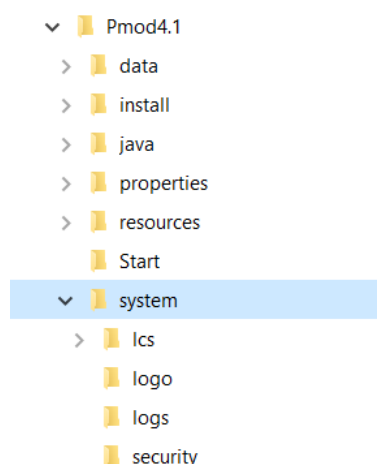 Pmod4.1
data
install
java
properties
resources
Start
system
lcs
logo
logs
security